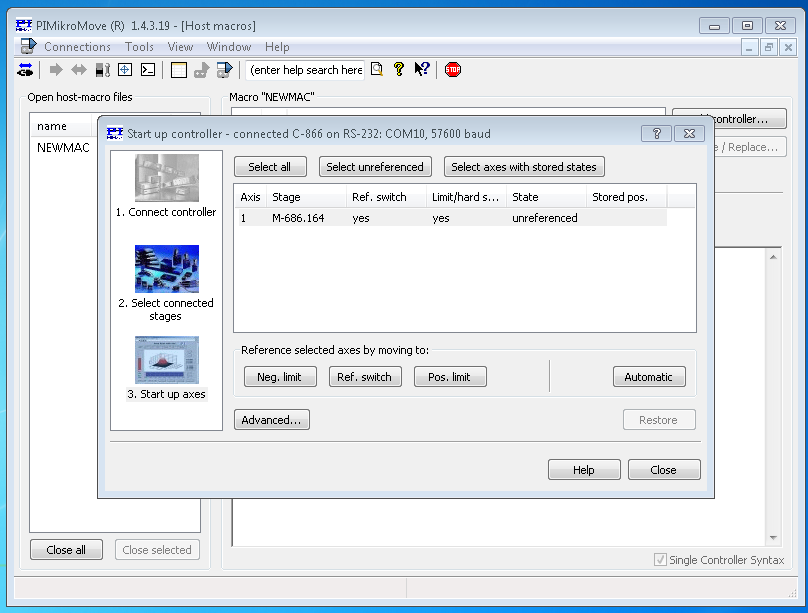 PIMikroMove (R) 1.4.3.19 - [Host macros]
Connections Tools View Window Help
(enter help search here STOP
Open host-macro files
Macro "NEWMAC"
name
NEWMAC
controller...
/ Replace...
Start up controller - connected C-866 on RS-232: COM10, 57600 baud
Select all Select unreferenced Select axes with stored states
1. Connect controller
2. Select connected
stages
3. Start up axes
Axis Stage Ref. switch Limit/hard s... State Stored pos.
1 M-686.164 yes yes unreferenced
Reference selected axes by moving to:
Neg. limit Ref. switch Pos. limit Automatic
Advanced... Restore
Help Close
Close all Close selected
Single Controller Syntax